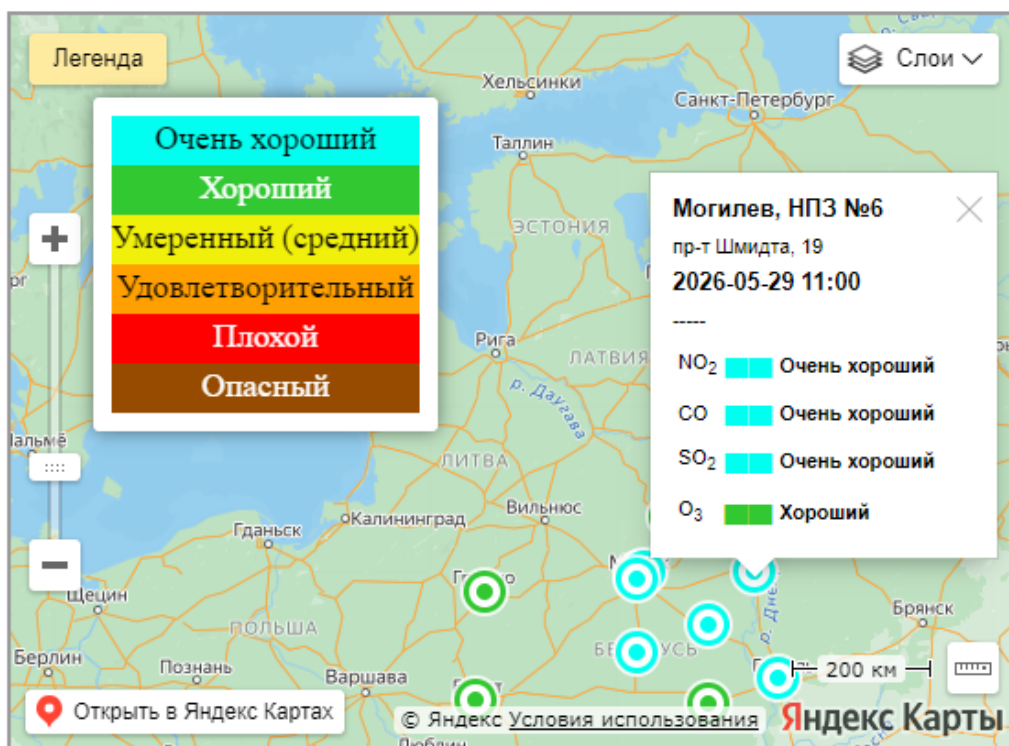 Легенда
Слои
Хельсинки
Санкт-Петербург
Таллин
Очень хороший
Хороший
Умеренный (средний)
Удовлетворительный
Плохой
Опасный
ЭСТОНИЯ
Могилев, НПЗ №6
пр-т Шмидта, 19
2026-05-29 11:00
-----
NO2 Очень хороший
CO Очень хороший
SO2 Очень хороший
O3 Хороший
Рига
ЛАТВИЯ
р. Даугава
ЛИТВА
Вильнюс
Калининград
Гданьск
Щецин
ПОЛЬША
Брянск
Берлин
Познань
Варшава
200 км
Открыть в Яндекс Картах
© Яндекс Условия использования
Яндекс Карты